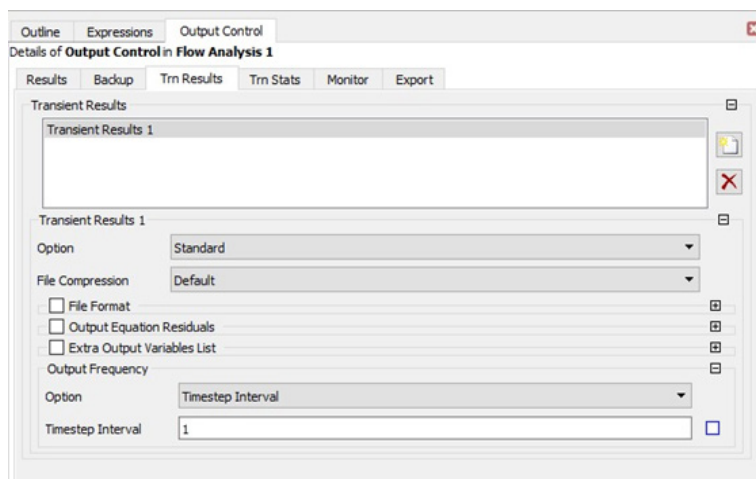 Outline Expressions Output Control
Details of Output Control in Flow Analysis 1
Results Backup Trn Results Trn Stats Monitor Export
Transient Results
Transient Results 1
Transient Results 1
Option Standard
File Compression Default
File Format
Output Equation Residuals
Extra Output Variables List
Output Frequency
Option Timestep Interval
Timestep Interval 1